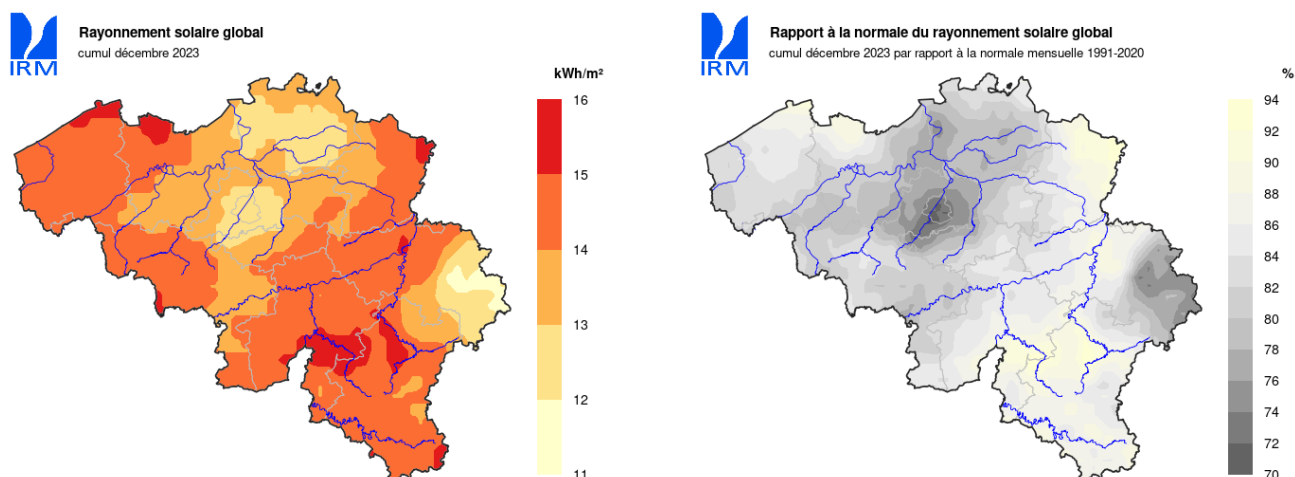 Rayonnement solaire global
cumul décembre 2023
IRM
kWh/m²
16
15
14
13
12
11
Rapport à la normale du rayonnement solaire global
cumul décembre 2023 par rapport à la normale mensuelle 1991-2020
IRM
%
94
92
90
88
86
84
82
80
78
76
74
72
70